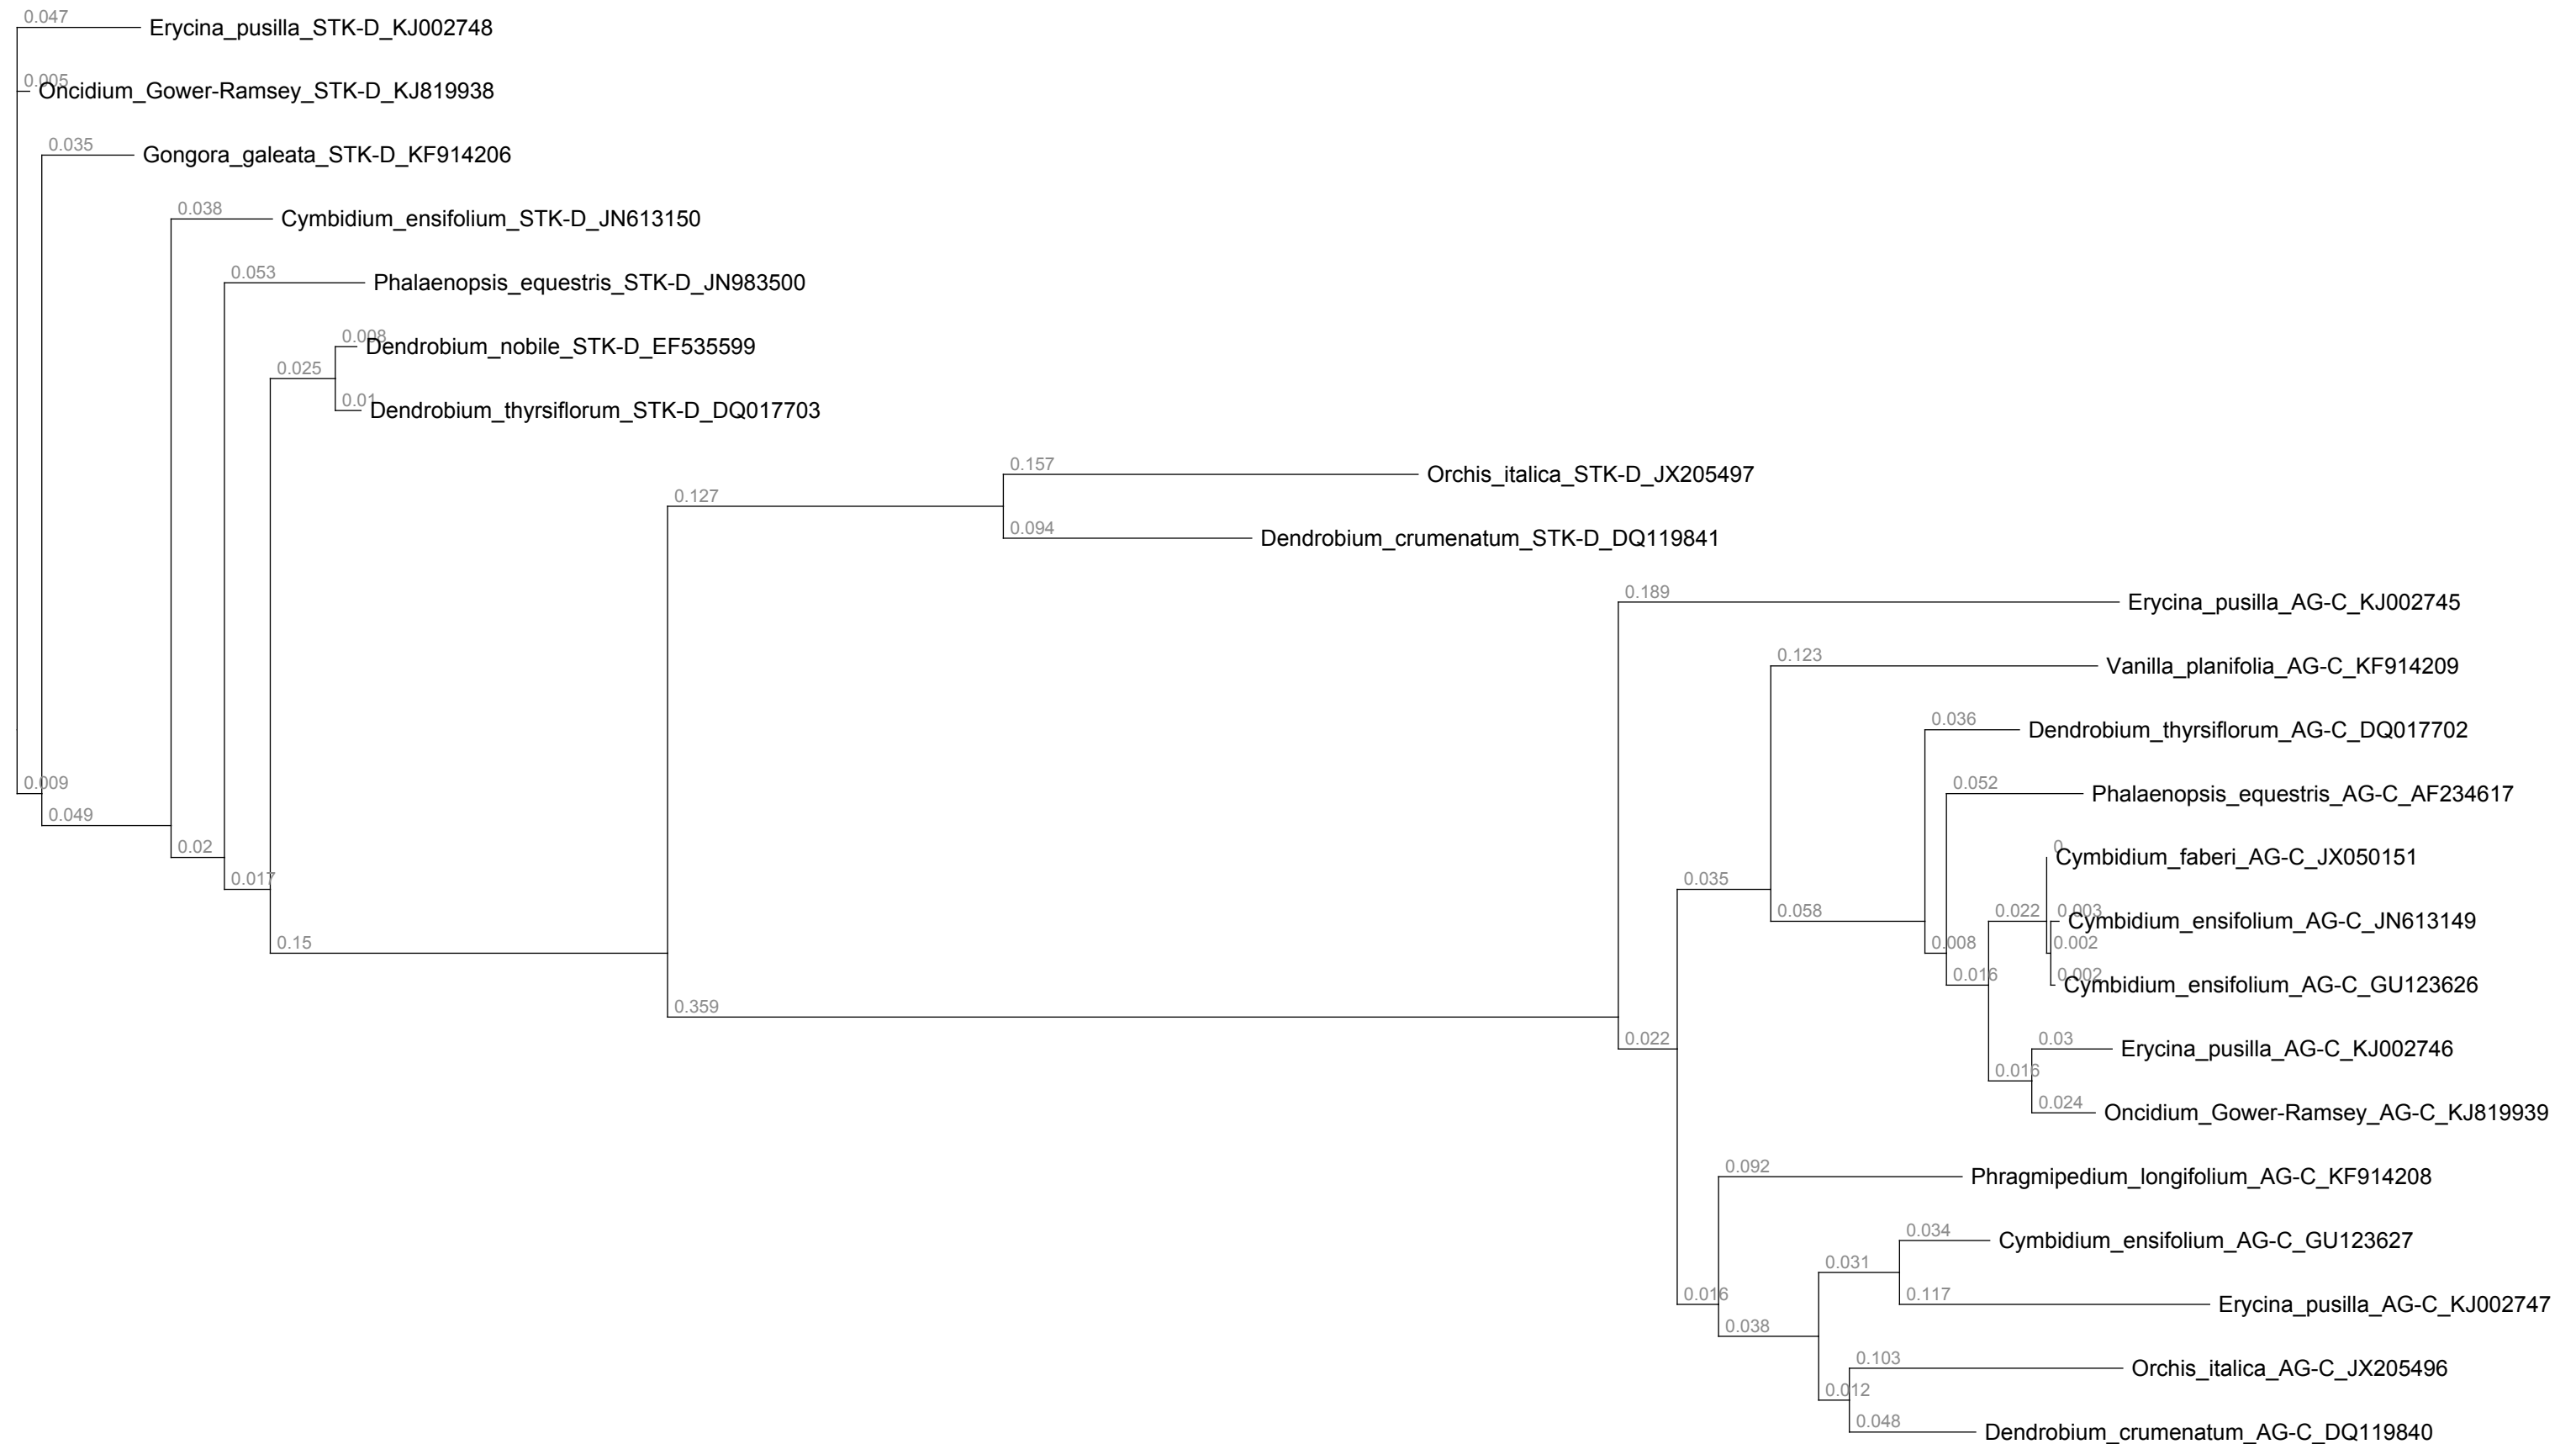 0.047
Erycina_pusilla_STK-D_KJ002748
0.005
Oncidium_Gower-Ramsey_STK-D_KJ819938
0.035
Gongora_galeata_STK-D_KF914206
0.038
Cymbidium_ensifolium_STK-D_JN613150
0.053
Phalaenopsis_equestris_STK-D_JN983500
0.008
Dendrobium_nobile_STK-D_EF535599
0.025
0.01
Dendrobium_thyrsiflorum_STK-D_DQ017703
0.157
Orchis_italica_STK-D_JX205497
0.127
0.094
Dendrobium_crumenatum_STK-D_DQ119841
0.189
Erycina_pusilla_AG-C_KJ002745
0.123
Vanilla_planifolia_AG-C_KF914209
0.036
Dendrobium_thyrsiflorum_AG-C_DQ017702
0.009
0.052
Phalaenopsis_equestris_AG-C_AF234617
0.049
0.02
0
Cymbidium_faberi_AG-C_JX050151
0.017
0.035
0.058
0.022
0.003
Cymbidium_ensifolium_AG-C_JN613149
0.15
0.008
0.002
0.016
0.002
Cymbidium_ensifolium_AG-C_GU123626
0.359
0.022
0.03
Erycina_pusilla_AG-C_KJ002746
0.016
0.024
Oncidium_Gower-Ramsey_AG-C_KJ819939
0.092
Phragmipedium_longifolium_AG-C_KF914208
0.034
Cymbidium_ensifolium_AG-C_GU123627
0.031
0.016
0.117
Erycina_pusilla_AG-C_KJ002747
0.038
0.103
Orchis_italica_AG-C_JX205496
0.012
0.048
Dendrobium_crumenatum_AG-C_DQ119840